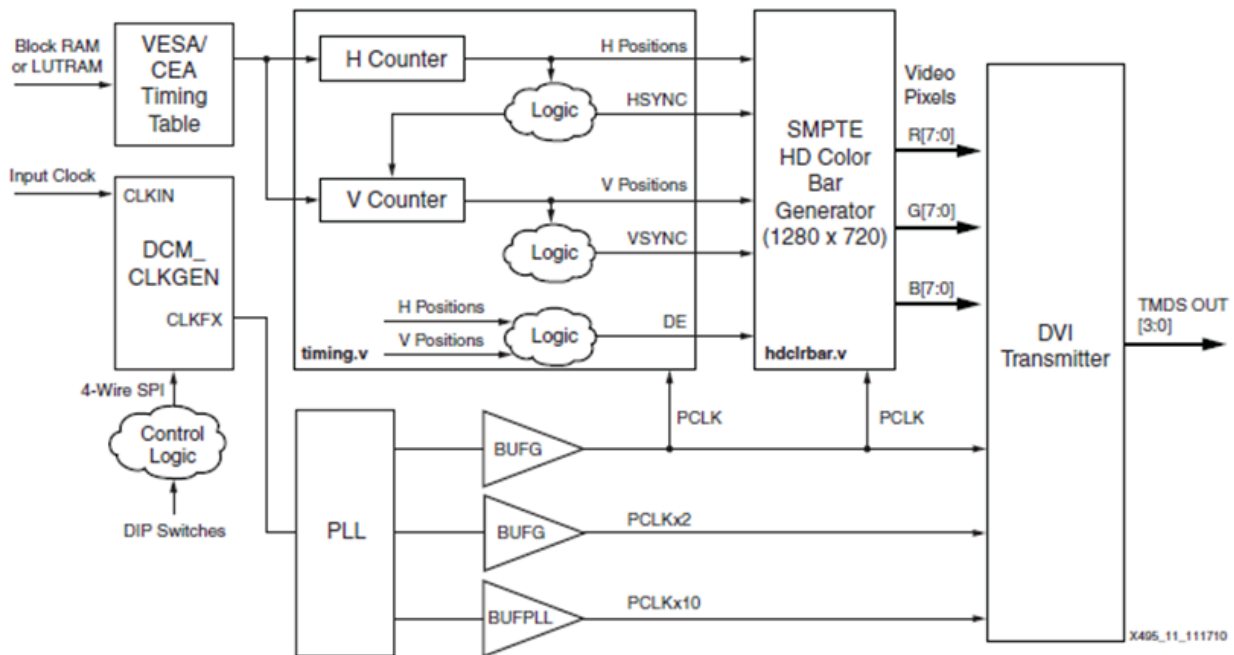 Block RAM
or LUTRAM
VESA/
CEA
Timing
Table
H Counter
H Positions
Logic
HSYNC
V Counter
V Positions
Logic
VSYNC
H Positions
V Positions
Logic
DE
timing.v
SMPTE
HD Color
Bar
Generator
(1280 x 720)
hdclrbar.v
Video
Pixels
R[7:0]
G[7:0]
B[7:0]
DVI
Transmitter
TMDS OUT
[3:0]
Input Clock
CLKIN
DCM_
CLKGEN
CLKFX
4-Wire SPI
Control
Logic
DIP Switches
PLL
BUFG
PCLK
PCLK
BUFG
PCLKx2
BUFPLL
PCLKx10
X495_11_111710